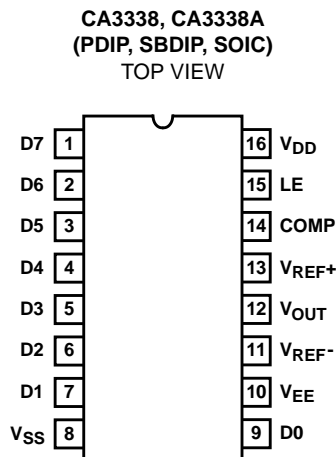 CA3338, CA3338A
(PDIP, SBDIP, SOIC)
TOP VIEW
D7 1 16 VDD
D6 2 15 LE
D5 3 14 COMP
D4 4 13 VREF+
D3 5 12 VOUT
D2 6 11 VREF-
D1 7 10 VEE
VSS 8 9 D0